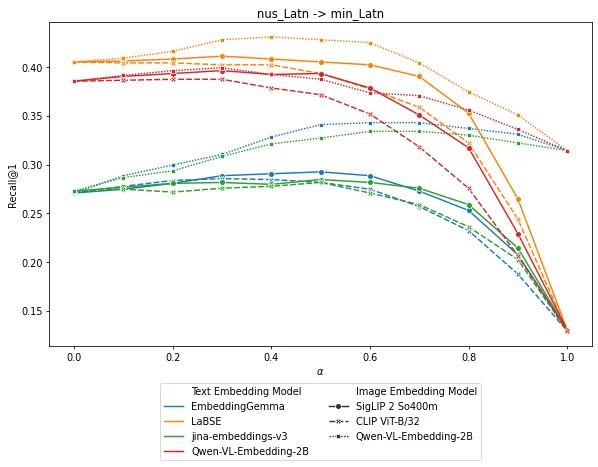 nus_Latn -> min_Latn
Recall@1
0.40
0.35
0.30
0.25
0.20
0.15
0.0
0.2
0.4
0.6
0.8
1.0
α
Text Embedding Model
EmbeddingGemma
LaBSE
jina-embeddings-v3
Qwen-VL-Embedding-2B
Image Embedding Model
SigLIP 2 So400m
CLIP ViT-B/32
Qwen-VL-Embedding-2B